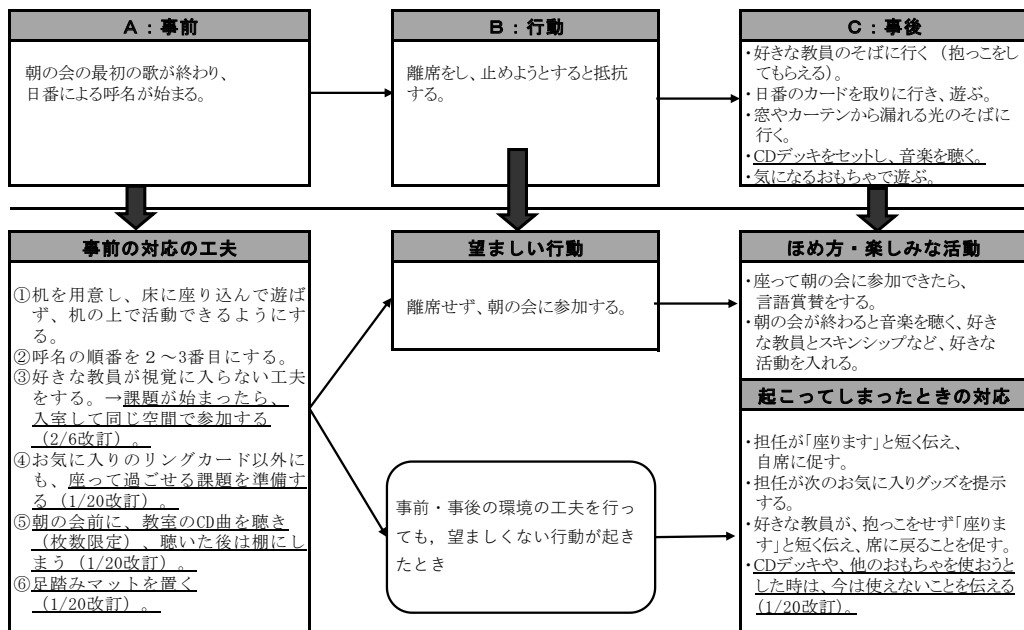 A：事前
朝の会の最初の歌が終わり、
日番による呼名が始まる。
B：行動
離席をし、止めようとすると抵抗
する。
C：事後
・好きな教員のそばに行く（抱っこをし
てもらえる）。
・日番のカードを取りに行き、遊ぶ。
・窓やカーテンから漏れる光のそばに
行く。
・CDデッキをセットし、音楽を聴く。
・気になるおもちゃで遊ぶ。
事前の対応の工夫
①机を用意し、床に座り込んで遊ば
ず、机の上で活動できるようにす
る。
②呼名の順番を２～3番目にする。
③好きな教員が視覚に入らない工夫
をする。→課題が始まったら、
入室して同じ空間で参加する
（2/6改訂）。
④お気に入りのリングカード以外に
も、座って過ごせる課題を準備す
る（1/20改訂）。
⑤朝の会前に、教室のCD曲を聴き
（枚数限定）、聴いた後は棚にし
まう（1/20改訂）。
⑥足踏みマットを置く
（1/20改訂）。
望ましい行動
離席せず、朝の会に参加する。
事前・事後の環境の工夫を行っ
ても，望ましくない行動が起き
たとき
ほめ方・楽しみな活動
・座って朝の会に参加できたら、
言語賞賛をする。
・朝の会が終わると音楽を聴く、好き
な教員とスキンシップなど、好きな
活動を入れる。
起こってしまったときの対応
・担任が「座ります」と短く伝え、
自席に促す。
・担任が次のお気に入りグッズを提示
する。
・好きな教員が、抱っこをせず「座りま
す」と短く伝え、席に戻ることを促す。
・CDデッキや、他のおもちゃを使おうと
した時は、今は使えないことを伝える
(1/20改訂)。